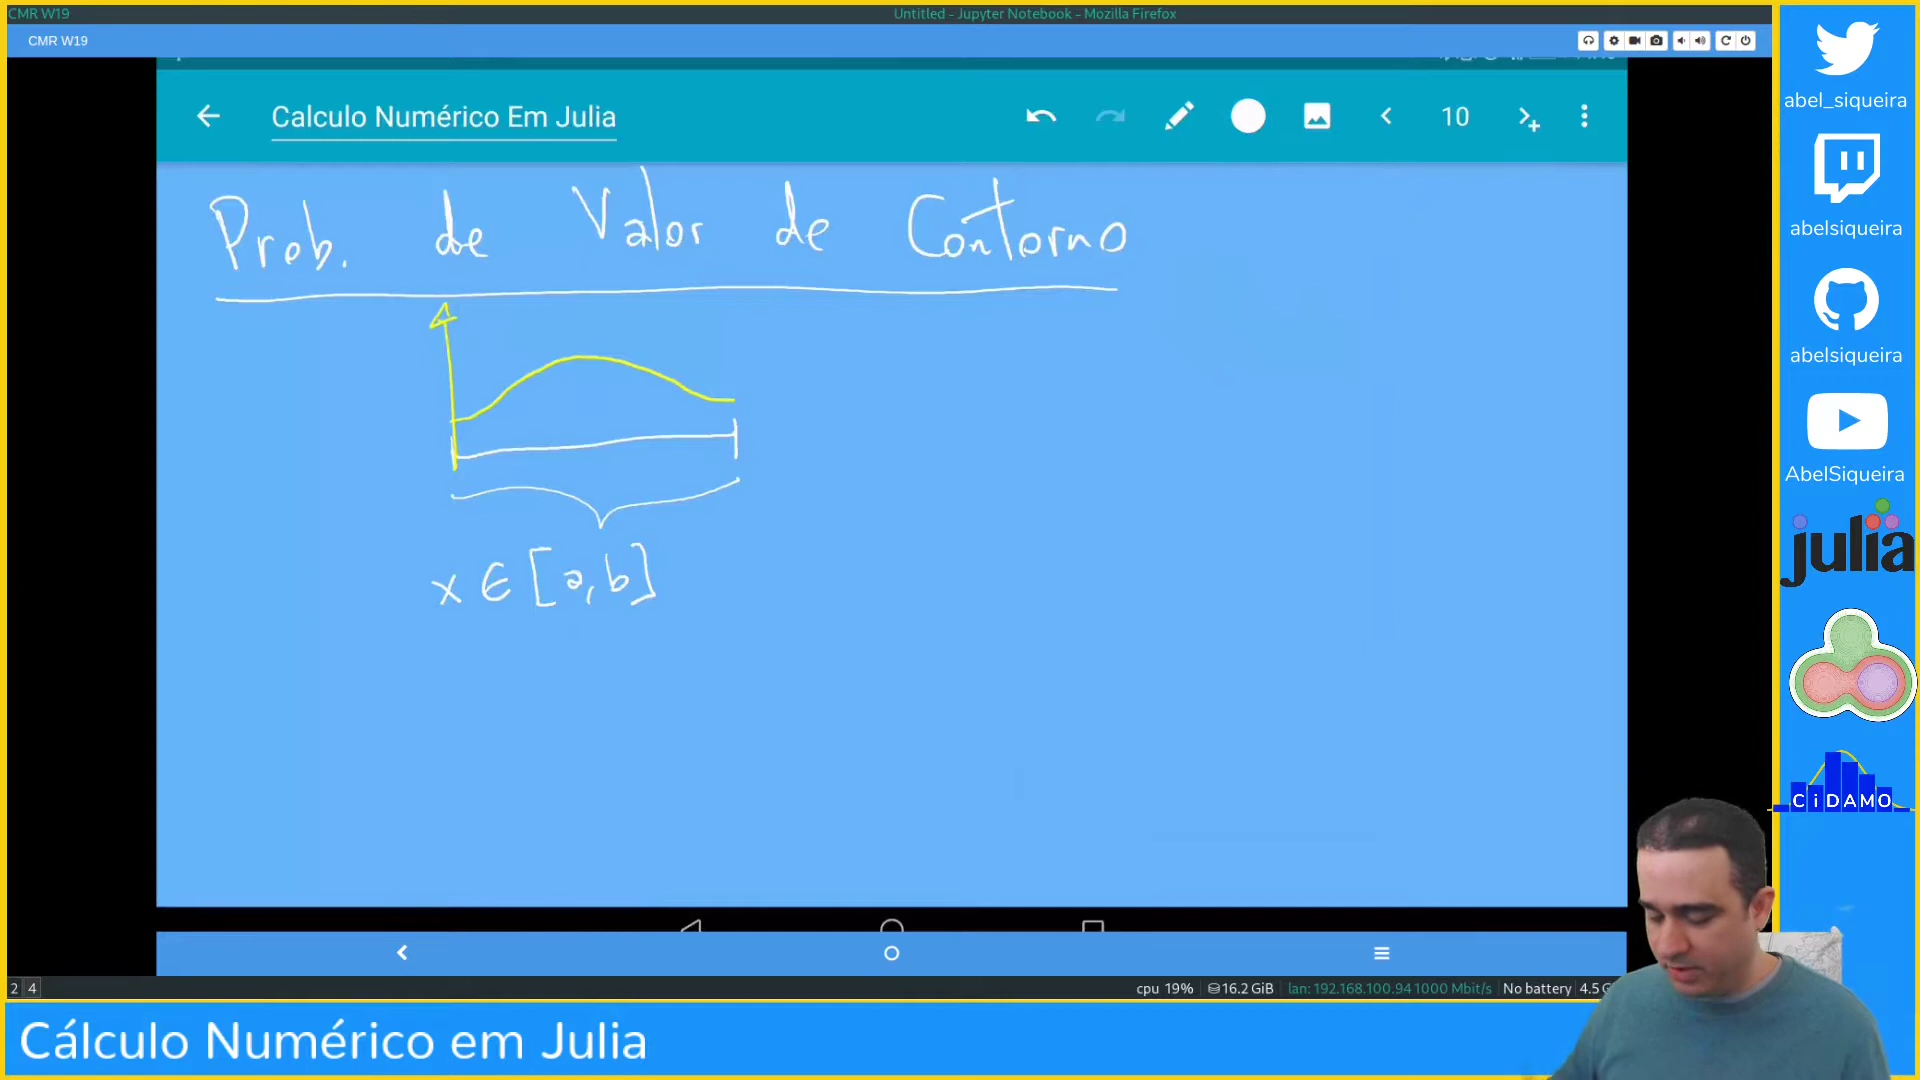 CMR W19
Untitled - Jupyter Notebook - Mozilla Firefox
CMR W19
Calculo Numérico Em Julia
10
Prob. de Valor de Contorno
x ∈ [a,b]
2 4
cpu 19%
16.2 GiB
lan: 192.168.100.94 1000 Mbit/s
No battery
Cálculo Numérico em Julia
abel_siqueira
abelsiqueira
abelsiqueira
AbelSiqueira
julia
CiDAMO